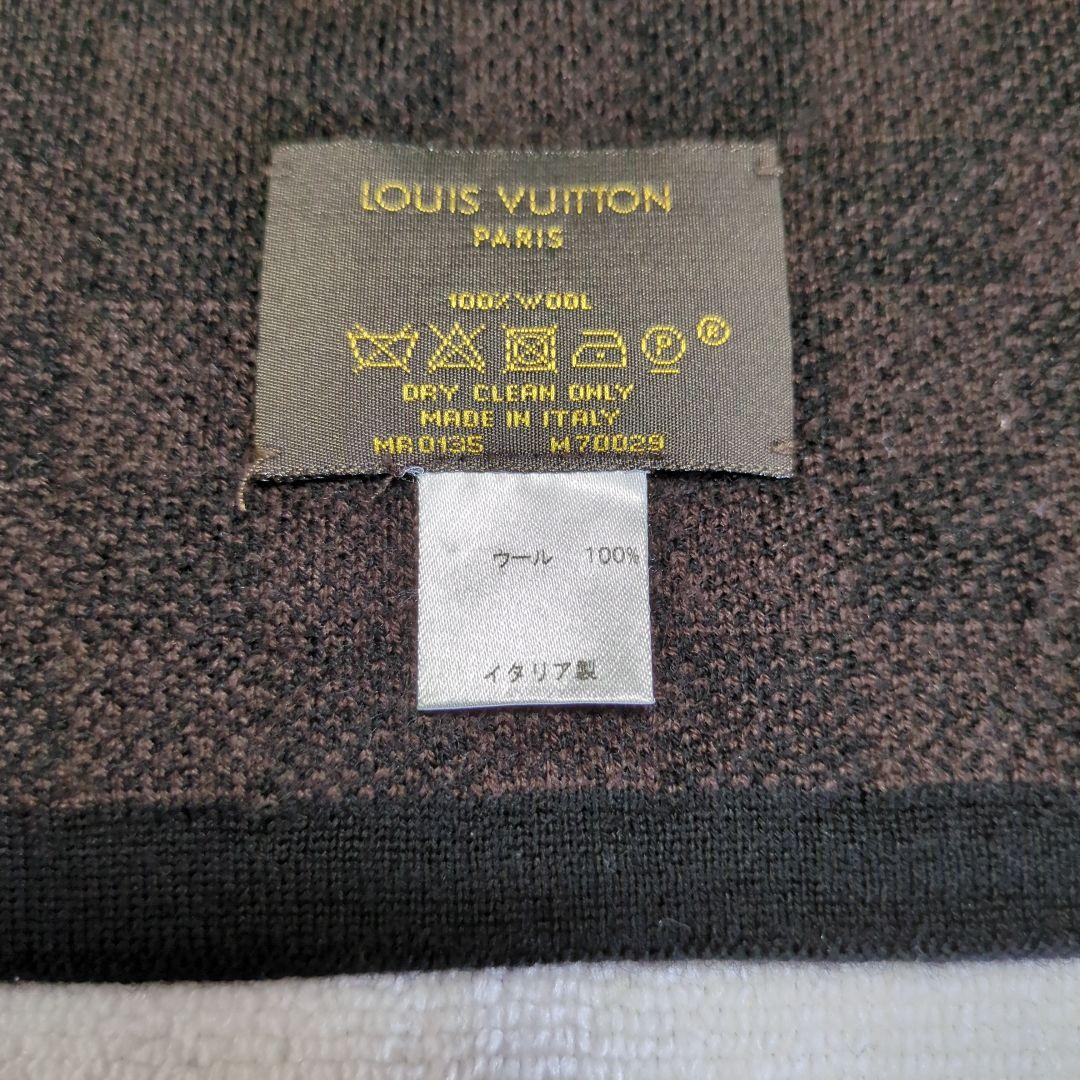 LOUIS VUITTON
PARIS
100% WOOL
P P
DRY CLEAN ONLY
MADE IN ITALY
MR0135 M70029
ウール 100%
イタリア製